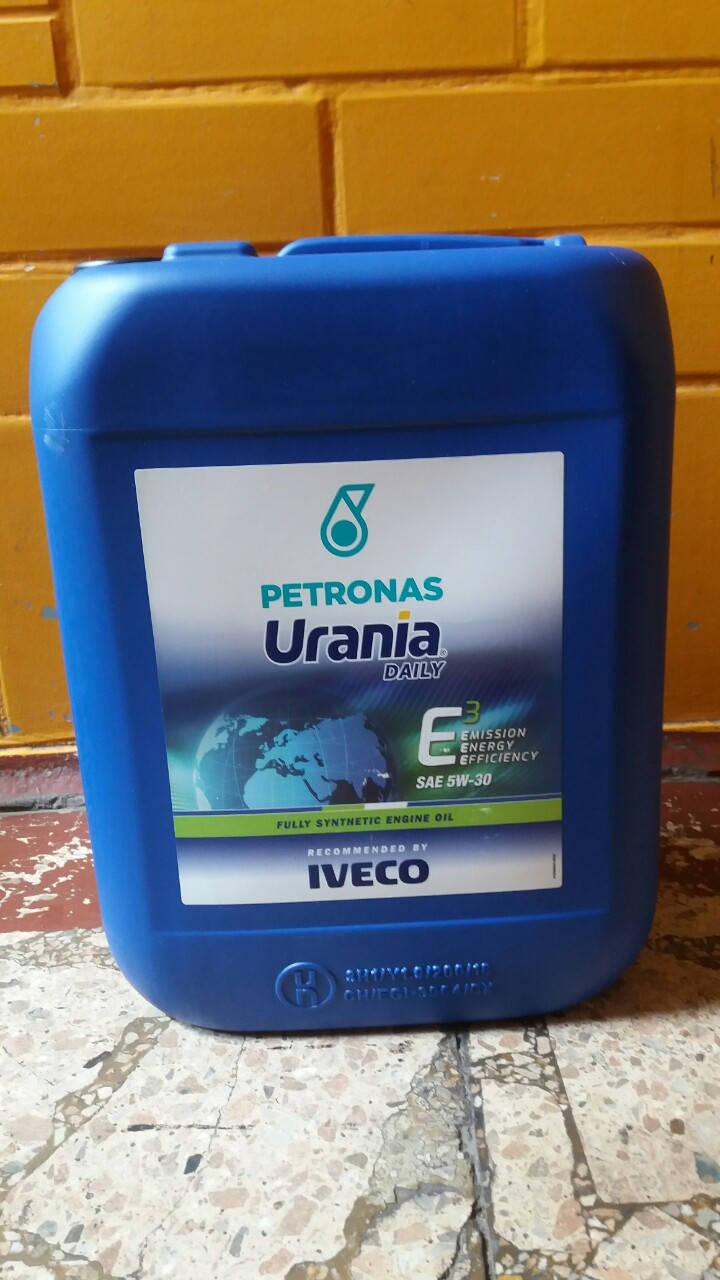 PETRONAS
Urania®
DAILY
E3
EMISSION
ENERGY
EFFICIENCY
SAE 5W-30
FULLY SYNTHETIC ENGINE OIL
RECOMMENDED BY
IVECO